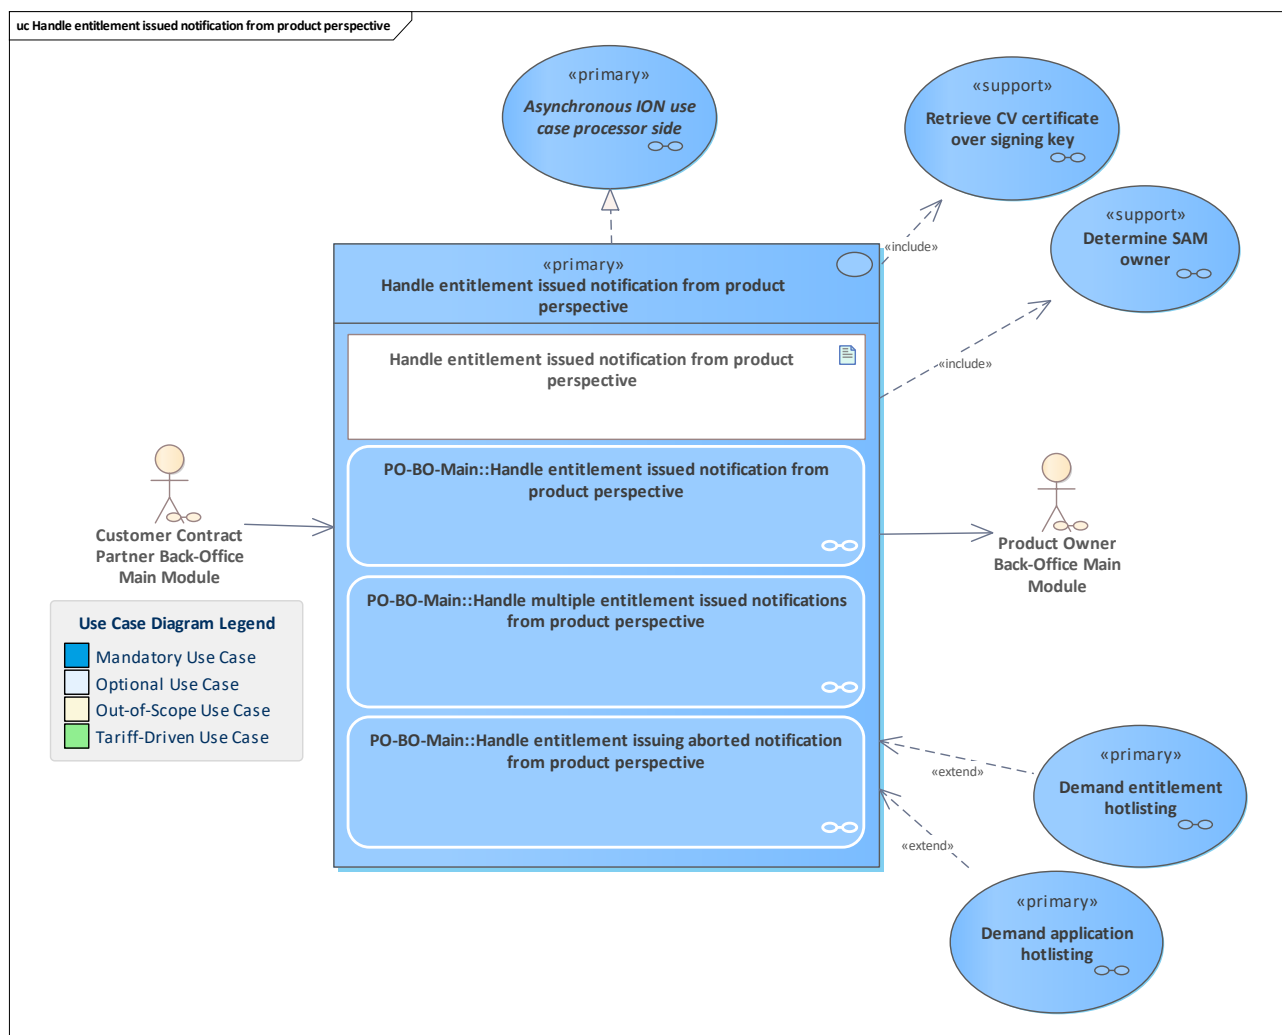 uc Handle entitlement issued notification from product perspective
«primary»
Asynchronous ION use
case processor side
«support»
Retrieve CV certificate
over signing key
«support»
Determine SAM
owner
«include»
«include»
«primary»
Handle entitlement issued notification from product
perspective
Handle entitlement issued notification from product
perspective
PO-BO-Main::Handle entitlement issued notification from
product perspective
PO-BO-Main::Handle multiple entitlement issued notifications
from product perspective
PO-BO-Main::Handle entitlement issuing aborted notification
from product perspective
Customer Contract
Partner Back-Office
Main Module
Product Owner
Back-Office Main
Module
Use Case Diagram Legend
Mandatory Use Case
Optional Use Case
Out-of-Scope Use Case
Tariff-Driven Use Case
«extend»
«extend»
«primary»
Demand entitlement
hotlisting
«primary»
Demand application
hotlisting